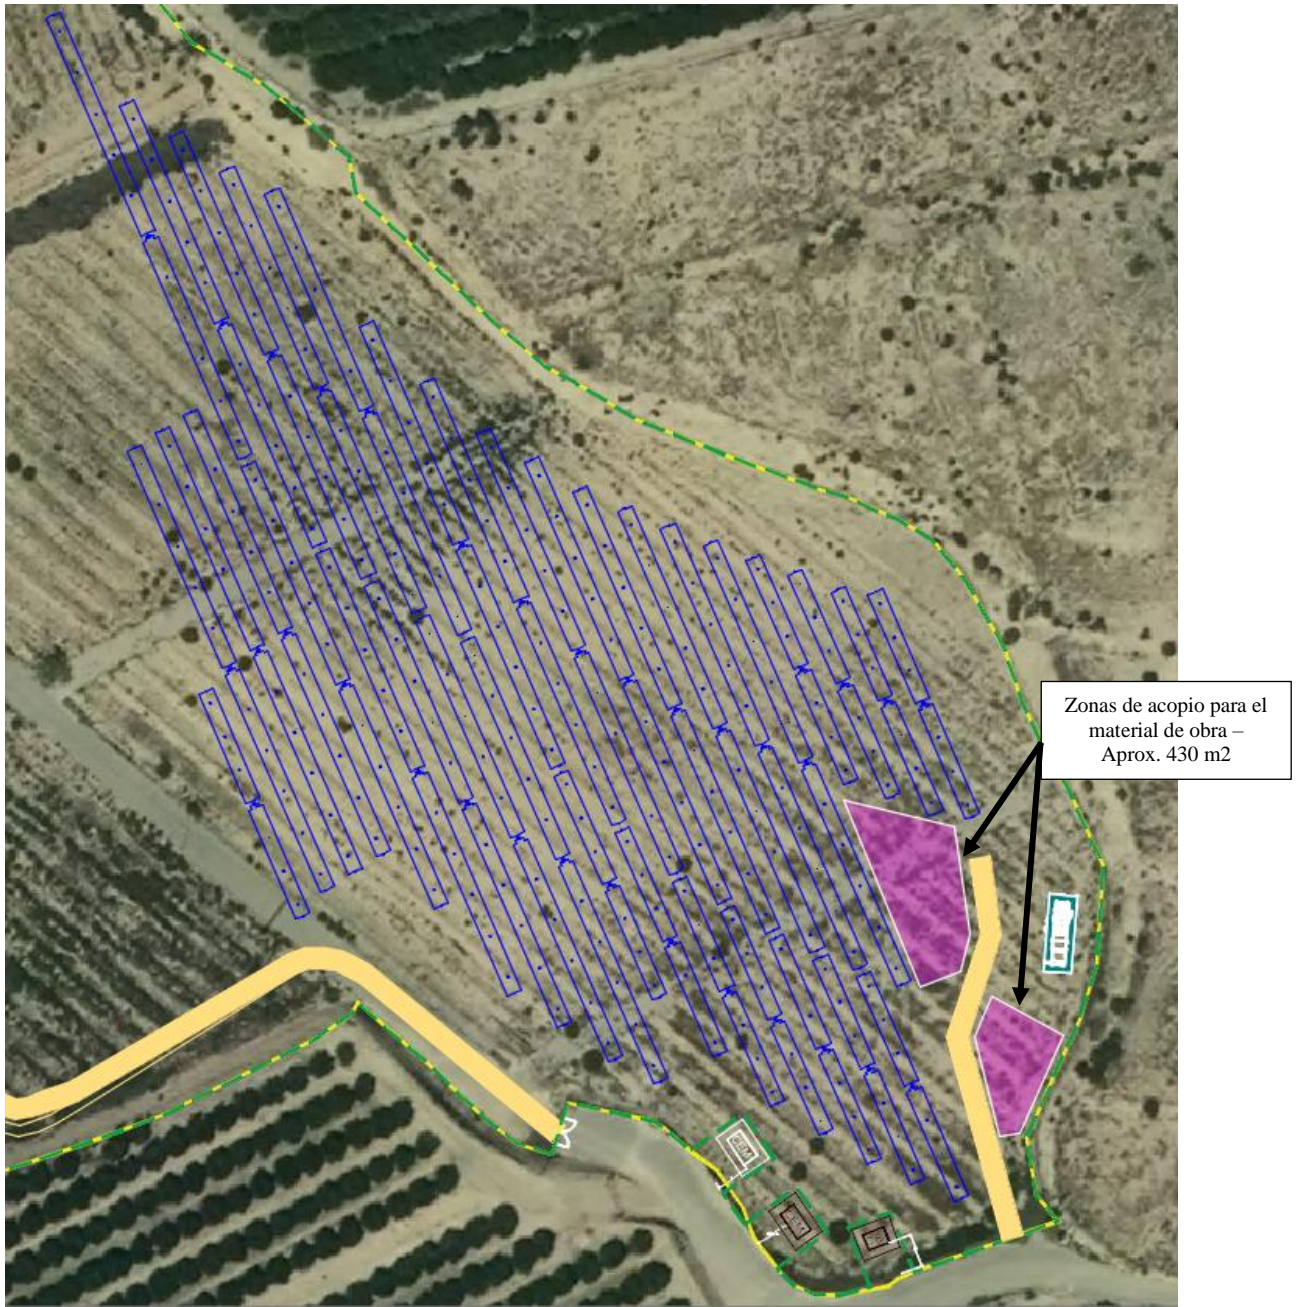 Zonas de acopio para el
material de obra –
Aprox. 430 m2